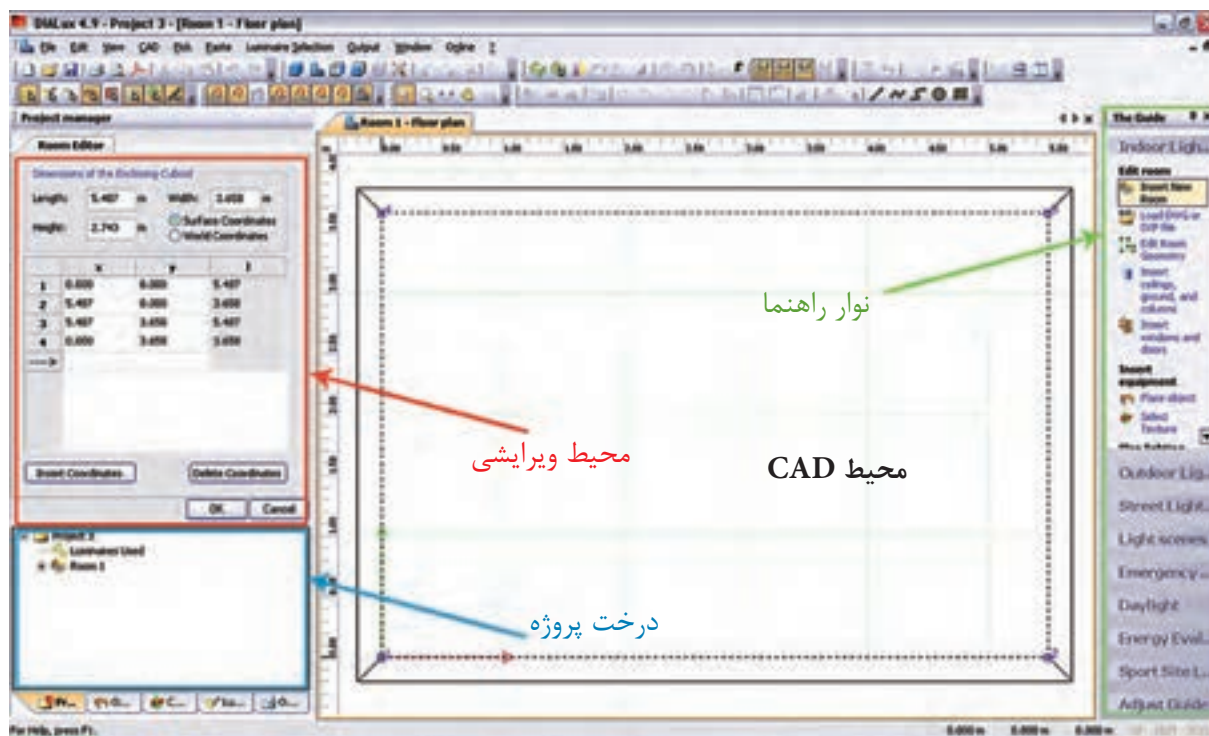 DIALux 4.9 - Project 3 - [Room 1 - Floor plan]
File Edit View CAD Paste Luminaire Selection Output Window Online ?
Project manager
Room Editor
Dimensions of the Enclosing Cuboid
Length: 5.487 m Width: 3.658 m
Height: 2.743 m Surface Coordinates
World Coordinates
x y l
1 0.000 0.000 5.487
2 5.487 0.000 3.658
3 5.487 3.658 5.487
4 0.000 3.658 3.658
Insert Coordinates Delete Coordinates
OK Cancel
Project 3
Luminaires Used
Room 1
Room 1 - Floor plan
نوار راهنما
محیط ویرایشی
محیط CAD
درخت پروژه
The Guide
Indoor Ligh...
Edit room
Insert New
Room
Load DWG or
DXF file
Edit Room
Geometry
Insert
ceilings,
ground, and
columns
Insert
windows and
doors
Insert
equipment
Place object
Select
Texture
Outdoor Lig...
Street Light...
Light scenes
Emergency ...
Daylight
Energy Eval...
Sport Site L...
Adjust Guide
For Help, press F1.
0.000 m 0.000 m 0.000 m